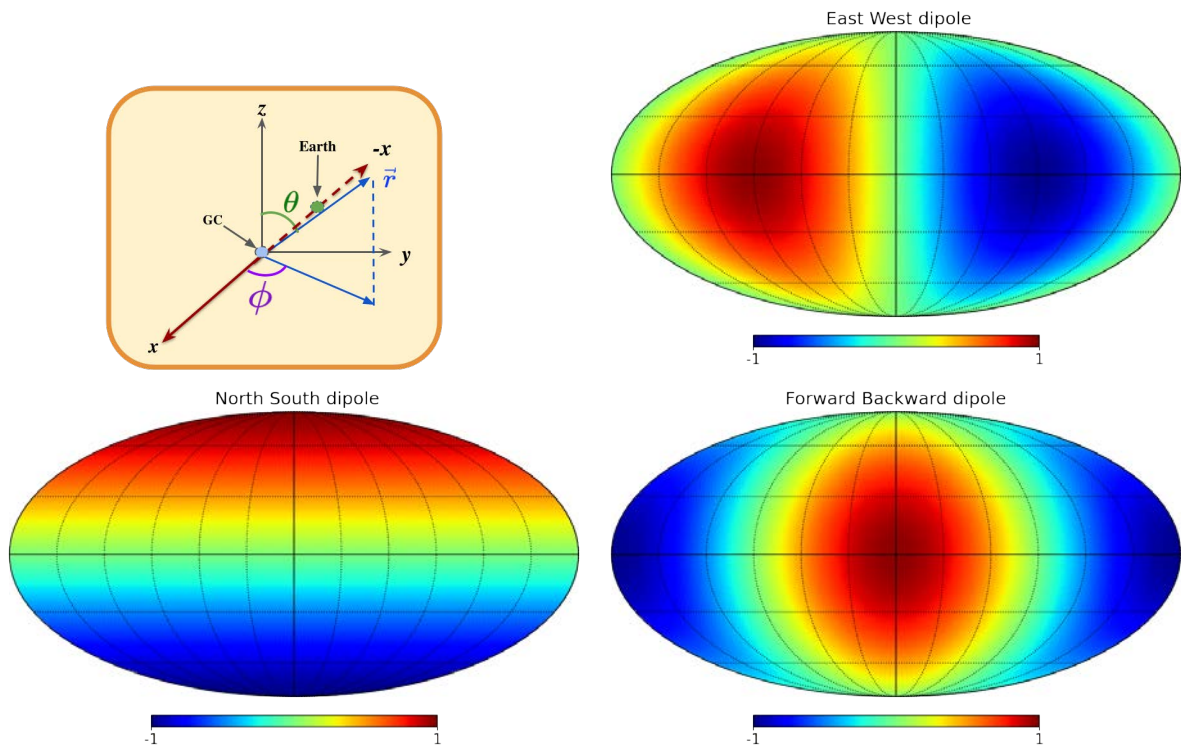 East West dipole
z
-x
Earth
r
θ
GC
y
ϕ
x
-1
1
North South dipole
Forward Backward dipole
-1
1
-1
1